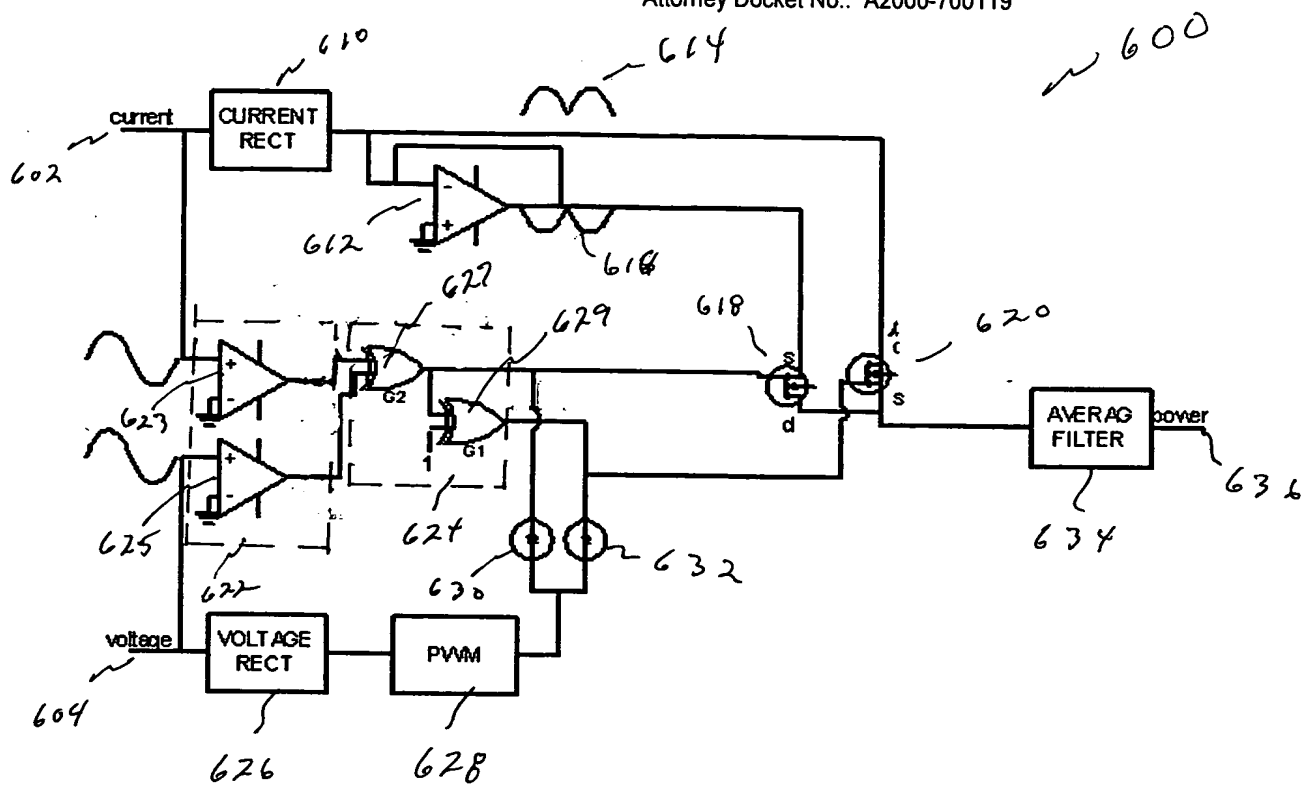 Attorney Docket No.: A2000-700119
600
610
614
current
CURRENT
RECT
602
-
+
612
616
627
629
618
s
620
s
d
+
-
623
G2
G1
1
+
-
625
622
624
630
632
AVERAG
FILTER
power
636
634
voltage
VOLTAGE
RECT
PWM
604
626
628